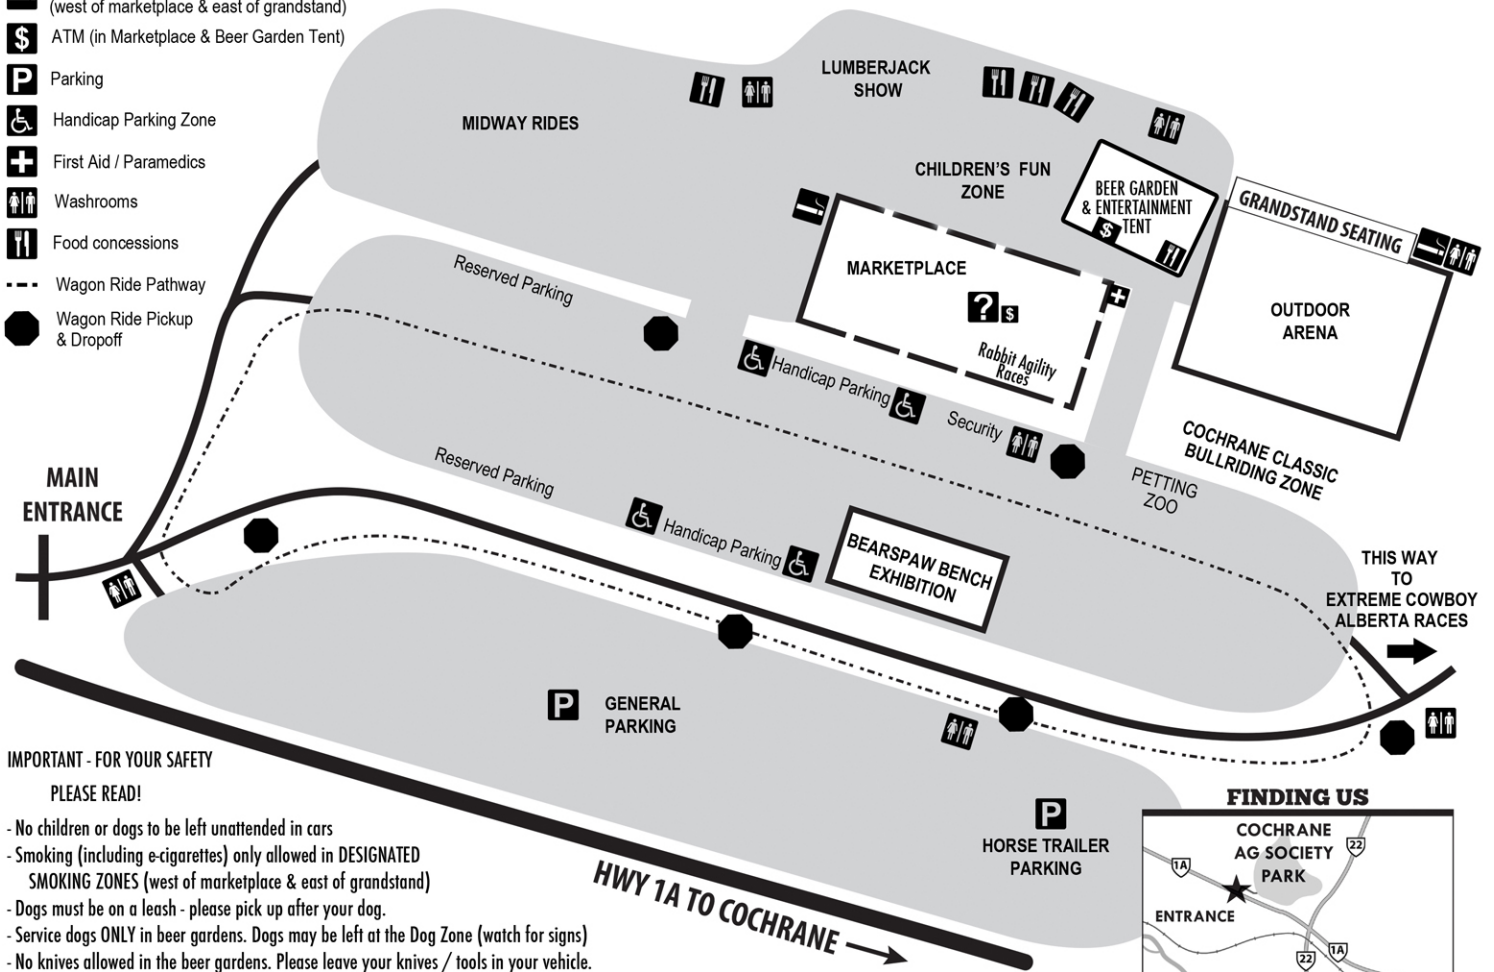 (west of marketplace & east of grandstand)
$ ATM (in Marketplace & Beer Garden Tent)
P Parking
Handicap Parking Zone
First Aid / Paramedics
Washrooms
Food concessions
Wagon Ride Pathway
Wagon Ride Pickup
& Dropoff
MIDWAY RIDES
LUMBERJACK
SHOW
CHILDREN'S FUN
ZONE
BEER GARDEN
& ENTERTAINMENT
TENT
$
GRANDSTAND SEATING
OUTDOOR
ARENA
MARKETPLACE
? $
Rabbit Agility
Races
Reserved Parking
Handicap Parking
Security
COCHRANE CLASSIC
BULLRIDING ZONE
PETTING
ZOO
Reserved Parking
Handicap Parking
BEARSPAW BENCH
EXHIBITION
MAIN
ENTRANCE
THIS WAY
TO
EXTREME COWBOY
ALBERTA RACES
P GENERAL
PARKING
P
HORSE TRAILER
PARKING
HWY 1A TO COCHRANE
IMPORTANT - FOR YOUR SAFETY
PLEASE READ!
- No children or dogs to be left unattended in cars
- Smoking (including e-cigarettes) only allowed in DESIGNATED
SMOKING ZONES (west of marketplace & east of grandstand)
- Dogs must be on a leash - please pick up after your dog.
- Service dogs ONLY in beer gardens. Dogs may be left at the Dog Zone (watch for signs)
- No knives allowed in the beer gardens. Please leave your knives / tools in your vehicle.
FINDING US
COCHRANE
AG SOCIETY
PARK
22
1A
ENTRANCE
1A
22